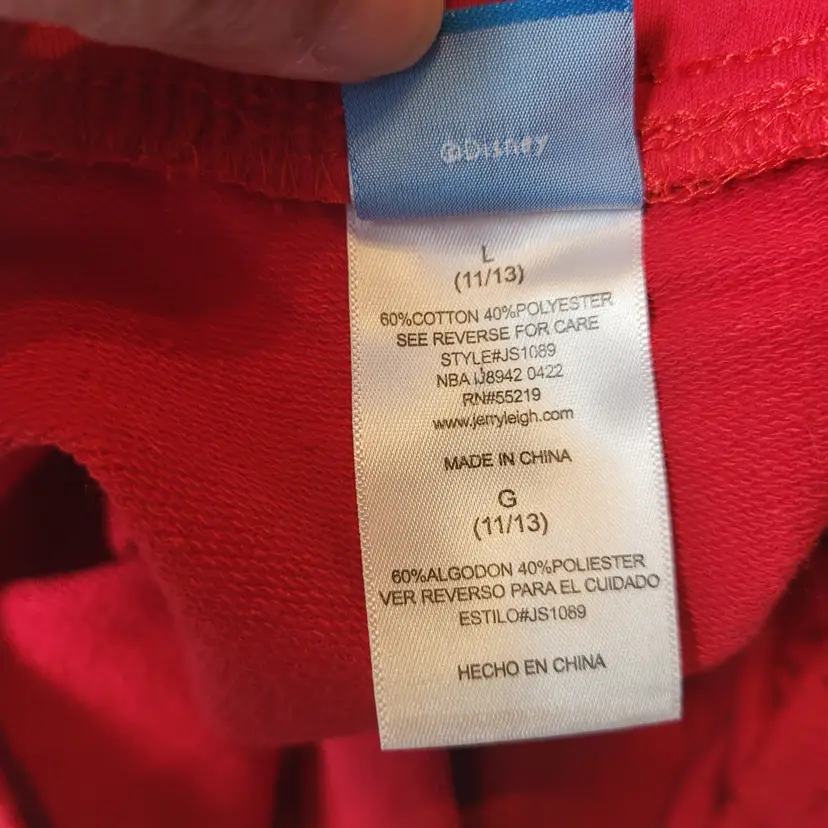 ©Disney
L
(11/13)
60%COTTON 40%POLYESTER
SEE REVERSE FOR CARE
STYLE#JS1089
NBA IJ8942 0422
RN#55219
www.jerryleigh.com
MADE IN CHINA
G
(11/13)
60%ALGODON 40%POLIESTER
VER REVERSO PARA EL CUIDADO
ESTILO#JS1089
HECHO EN CHINA